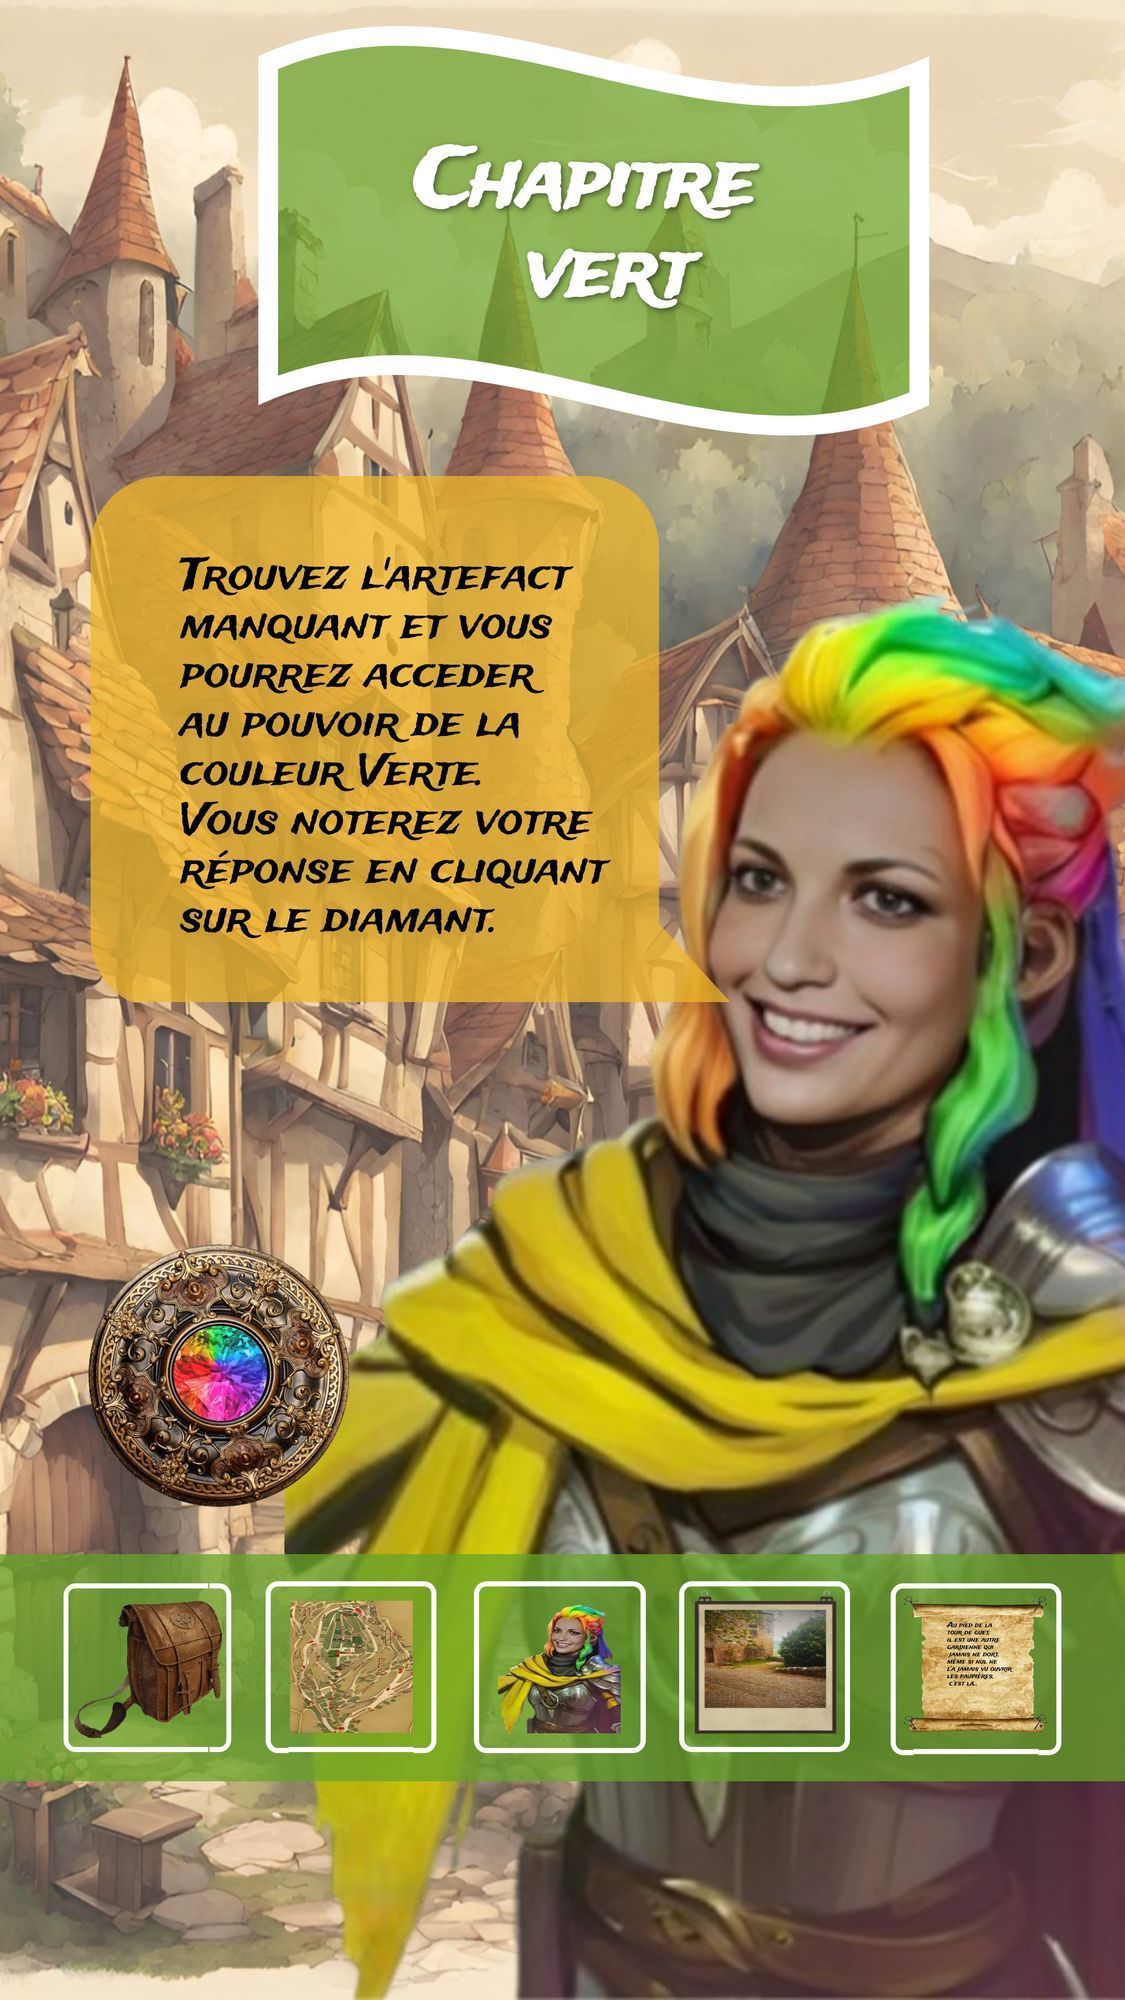 Chapitre
vert
Trouvez l'artefact
manquant et vous
pourrez acceder
au pouvoir de la
couleur Verte.
Vous noterez votre
réponse en cliquant
sur le diamant.
Au pied de la
tour de guet,
il est une autre
gardienne qui
jamais ne dort,
même si nul ne
l'a jamais vu ouvrir
les paupières.
C'est la...